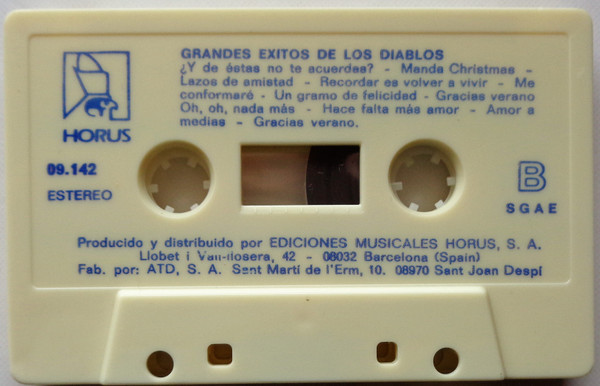 GRANDES EXITOS DE LOS DIABLOS
¿Y de éstas no te acuerdas? - Manda Christmas -
Lazos de amistad - Recordar es volver a vivir - Me
conformaré - Un gramo de felicidad - Gracias verano
Oh, oh, nada más - Hace falta más amor - Amor a
medias - Gracias verano.
HORUS
09.142
ESTEREO
B
SGAE
Producido y distribuido por EDICIONES MUSICALES HORUS, S. A.
Llobet i Vall-llosera, 42 - 08032 Barcelona (Spain)
Fab. por: ATD, S. A. Sant Martí de l'Erm, 10. 08970 Sant Joan Despí